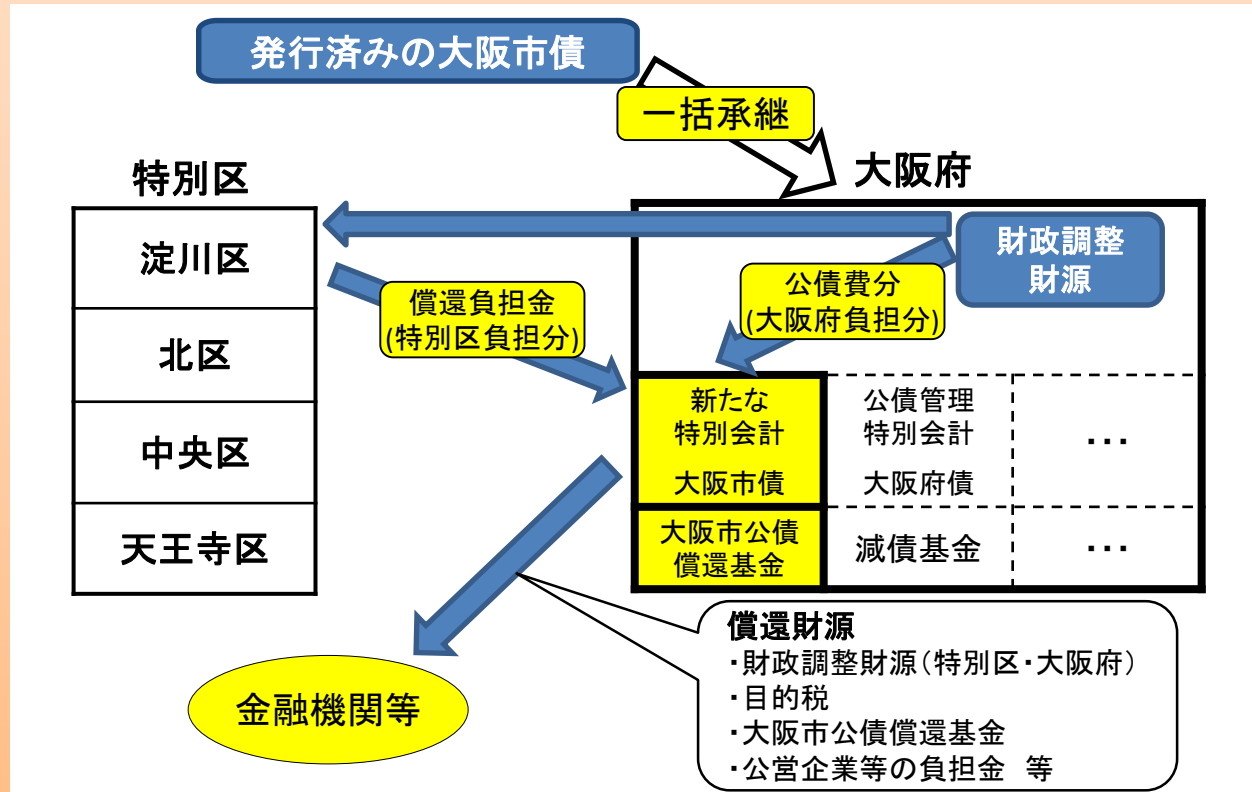 発行済みの大阪市債
一括承継
特別区
大阪府
淀川区
北区
中央区
天王寺区
財政調整
財源
償還負担金
(特別区負担分)
公債費分
(大阪府負担分)
新たな
特別会計
大阪市債
公債管理
特別会計
大阪府債
・・・
大阪市公債
償還基金
減債基金
・・・
償還財源
・財政調整財源(特別区・大阪府)
・目的税
・大阪市公債償還基金
・公営企業等の負担金 等
金融機関等